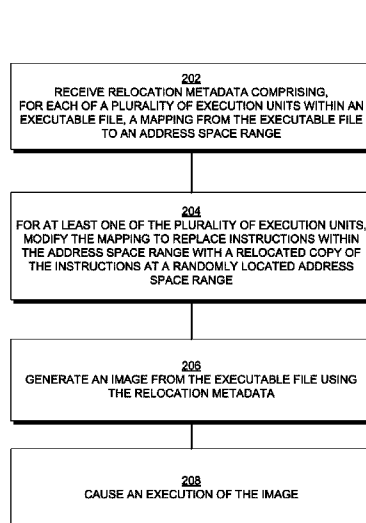 202
RECEIVE RELOCATION METADATA COMPRISING,
FOR EACH OF A PLURALITY OF EXECUTION UNITS WITHIN AN
EXECUTABLE FILE, A MAPPING FROM THE EXECUTABLE FILE
TO AN ADDRESS SPACE RANGE
204
FOR AT LEAST ONE OF THE PLURALITY OF EXECUTION UNITS,
MODIFY THE MAPPING TO REPLACE INSTRUCTIONS WITHIN
THE ADDRESS SPACE RANGE WITH A RELOCATED COPY OF
THE INSTRUCTIONS AT A RANDOMLY LOCATED ADDRESS
SPACE RANGE
206
GENERATE AN IMAGE FROM THE EXECUTABLE FILE USING
THE RELOCATION METADATA
208
CAUSE AN EXECUTION OF THE IMAGE